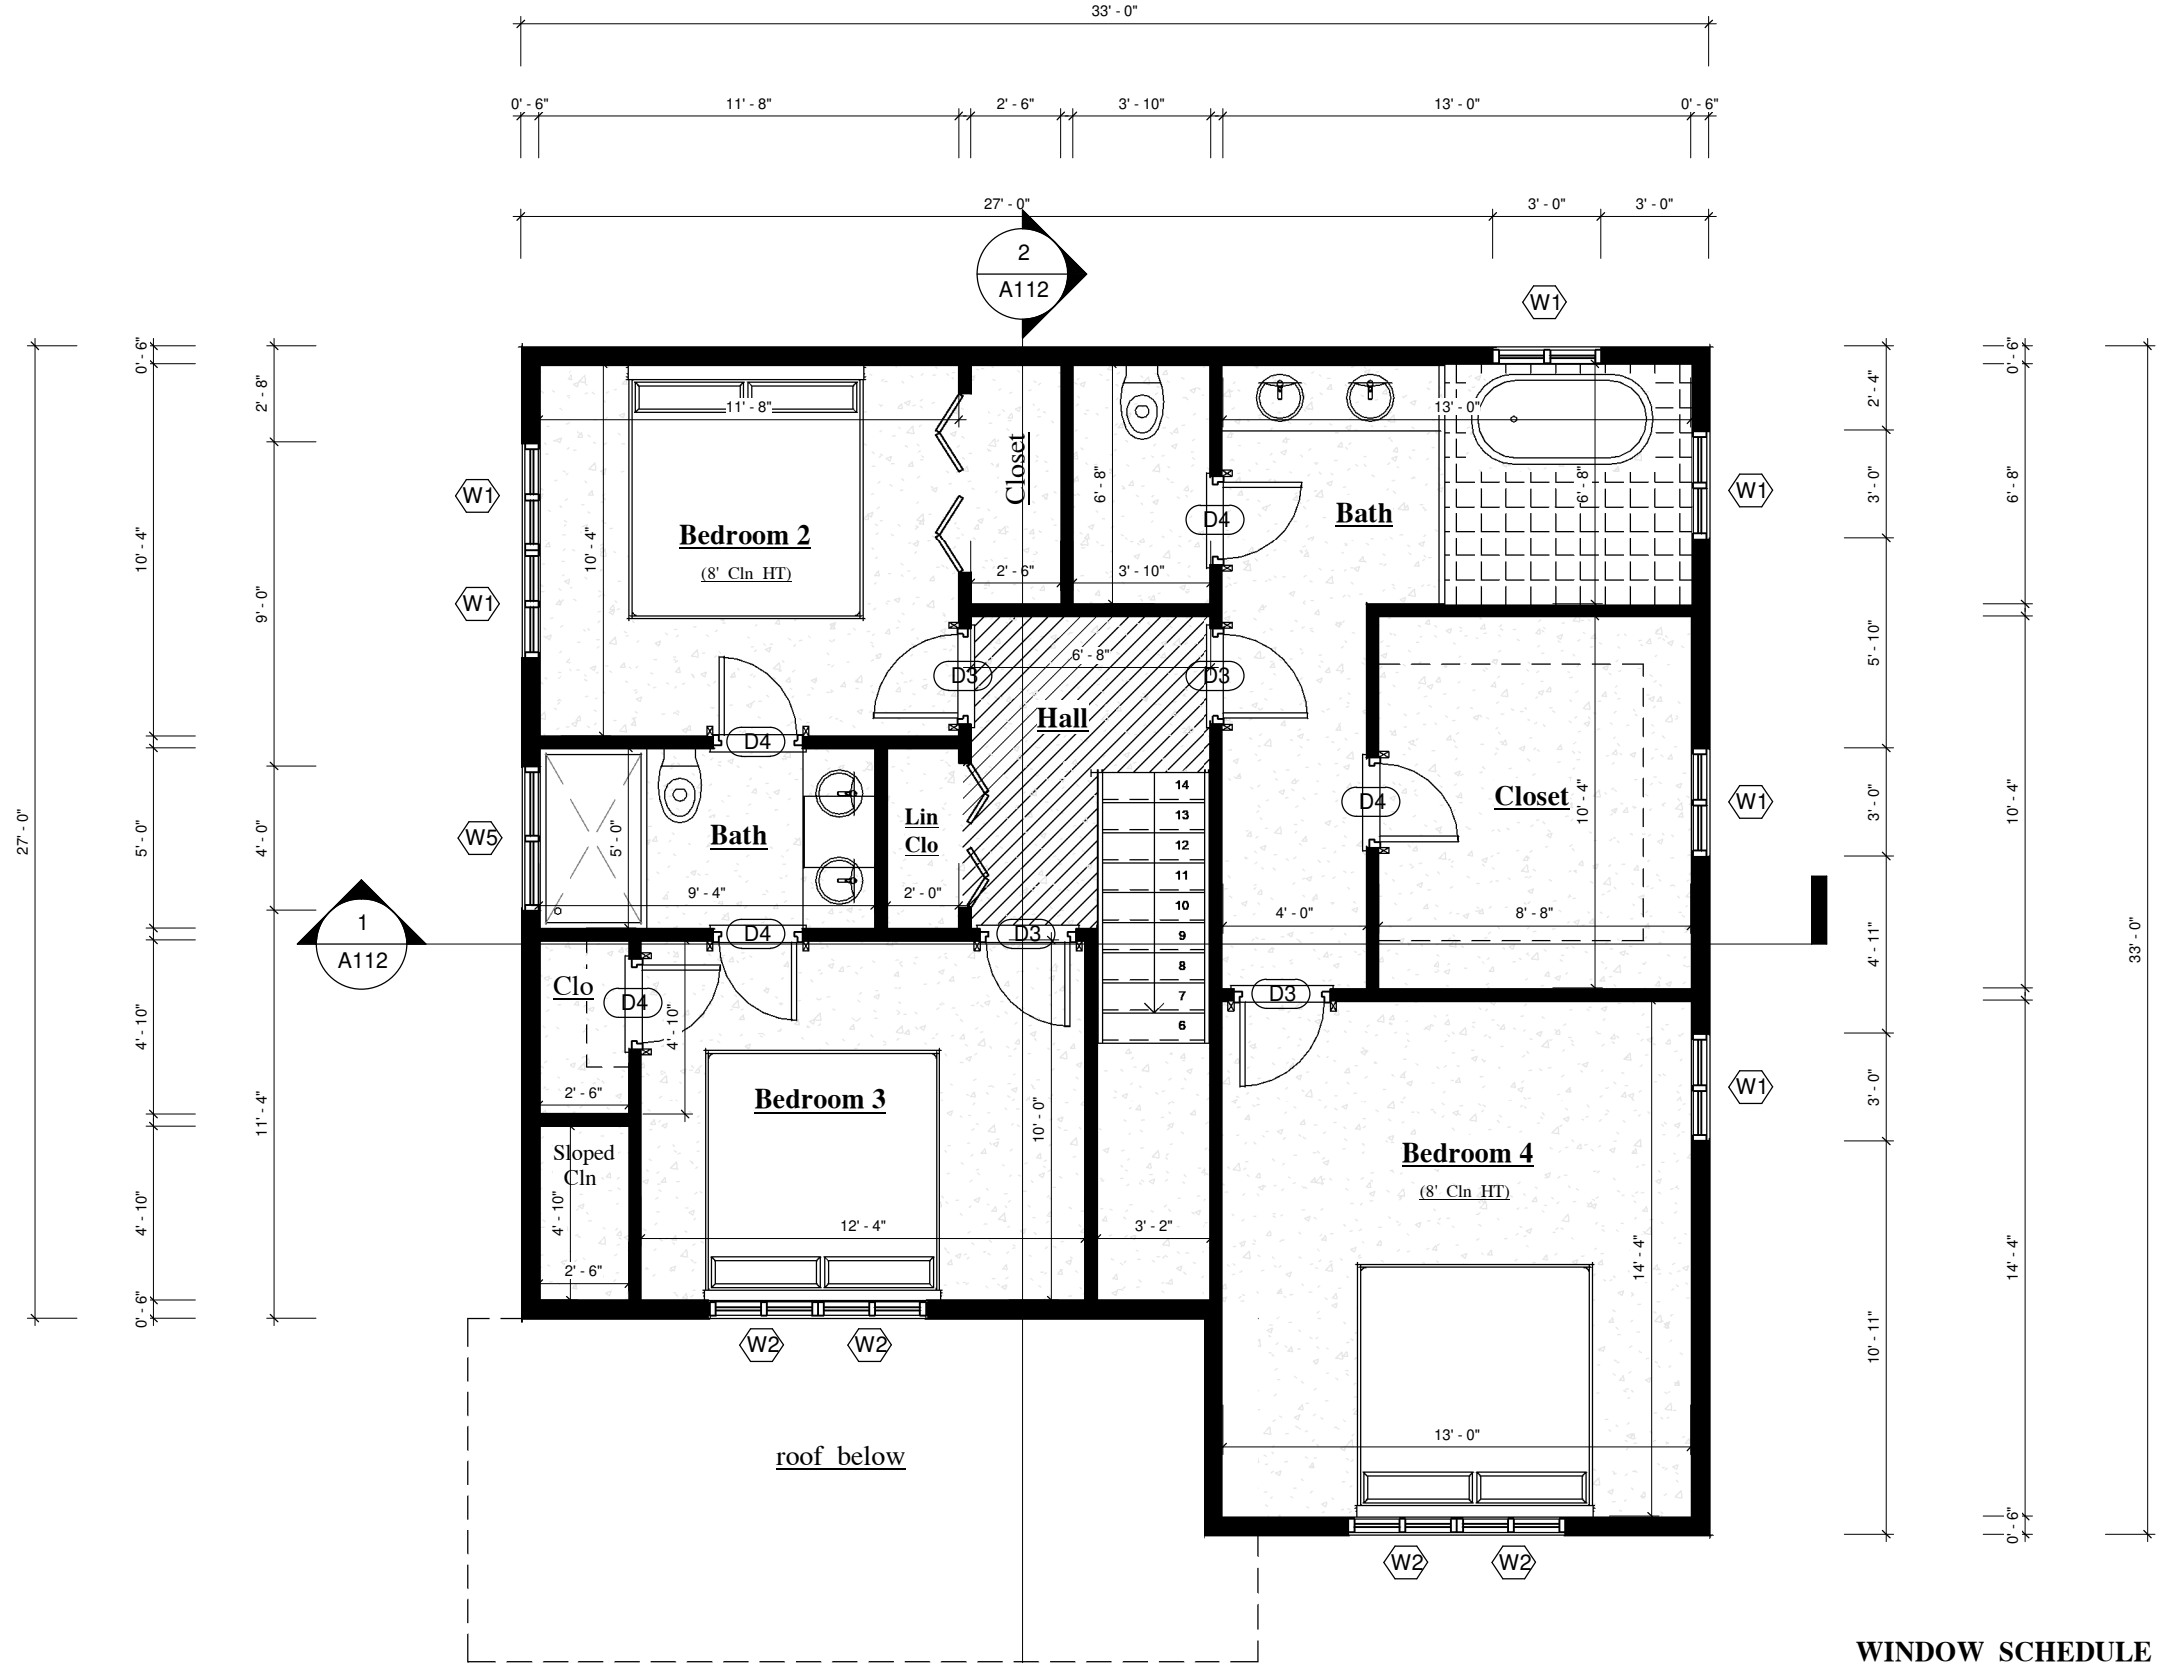 33' - 0"
0' - 6" 11' - 8" 2' - 6" 3' - 10" 13' - 0" 0' - 6"
27' - 0" 3' - 0" 3' - 0"
2
A112
W1
0' - 6"
2' - 8"
10' - 4"
9' - 0"
27' - 0"
5' - 0"
4' - 0"
4' - 10"
11' - 4"
4' - 10"
0' - 6"
W1
W1
W5
1
A112
11' - 8"
10' - 4"
Bedroom 2
(8' Cln HT)
Closet
2' - 6"
6' - 8"
3' - 10"
D4
13' - 0"
Bath
6' - 8"
D3
6' - 8"
D3
Hall
D4
5' - 0"
Bath
9' - 4"
Lin
Clo
2' - 0"
14
13
12
11
10
9
8
7
6
D4
Closet
10' - 4"
4' - 0"
8' - 8"
D4
D3
D3
Clo
D4
4' - 10"
2' - 6"
Bedroom 3
10' - 0"
Sloped
Cln
4' - 10"
2' - 6"
12' - 4"
3' - 2"
Bedroom 4
(8' Cln HT)
14' - 4"
13' - 0"
W2 W2
roof below
W2 W2
W1
W1
W1
2' - 4"
3' - 0"
5' - 10"
3' - 0"
4' - 11"
3' - 0"
10' - 11"
0' - 6"
6' - 8"
10' - 4"
14' - 4"
0' - 6"
33' - 0"
WINDOW SCHEDULE